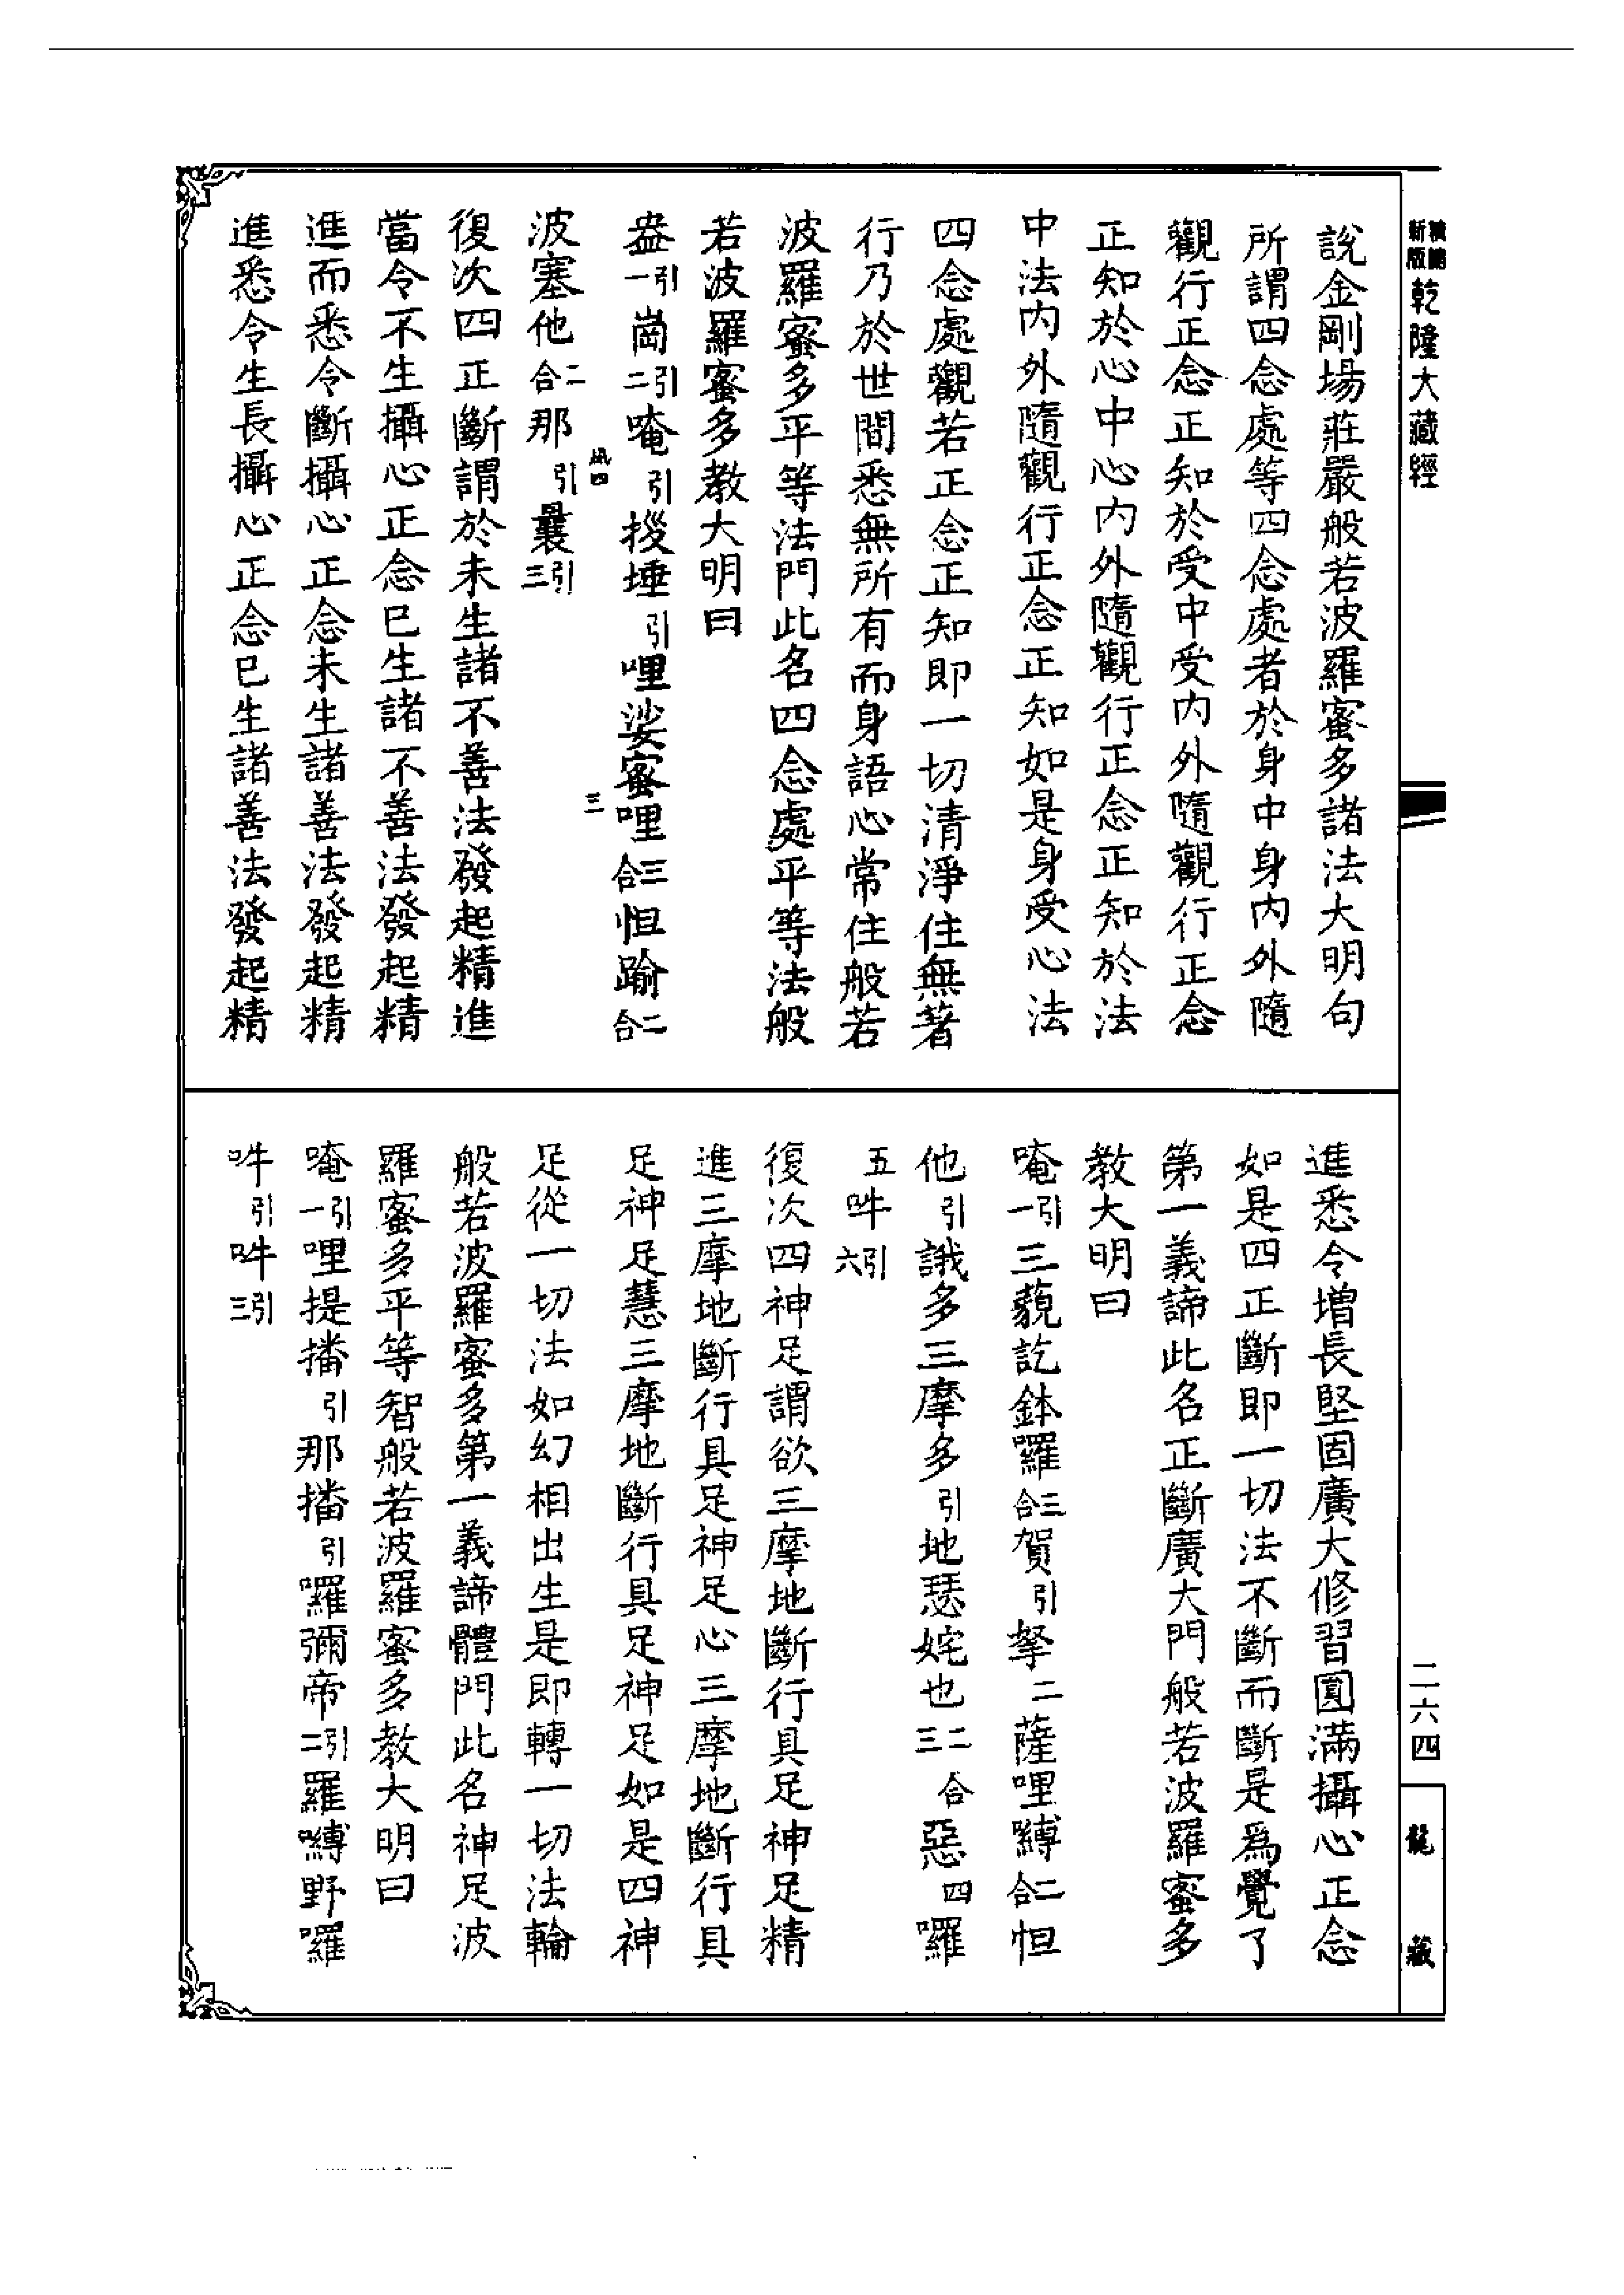 新版乾隆大藏經
說金剛場莊嚴般若波羅蜜多諸法大明句
所謂四念處等四念處者於身中身內外隨
觀行正念正知於受中受內外隨觀行正念
正知於心中心內外隨觀行正念正知於法
中法內外隨觀行正念正知如是身受心法
四念處觀若正念正知即一切清淨住無著
行乃於世間悉無所有而身語心常住般若
波羅蜜多平等法門此名四念處平等法般
若波羅蜜多教大明曰
盎引一崗引二唵引拶埵引哩娑蜜哩三合怛踰二合
三
波塞他二合那引曩引三
復次四正斷謂於未生諸不善法發起精進
當令不生攝心正念已生諸不善法發起精
進而悉令斷攝心正念未生諸善法發起精
進悉令生長攝心正念已生諸善法發起精
進悉令增長堅固廣大修習圓滿攝心正念
如是四正斷即一切法不斷而斷是為覺了
第一義諦此名正斷廣大門般若波羅蜜多
教大明曰
唵引一三藐訖鉢囉三合賀引拏二薩哩嚩二合怛
他引誐多三摩多引地瑟姹也二合三惡四囉
五吽引六
復次四神足謂欲三摩地斷行具足神足精
進三摩地斷行具足神足心三摩地斷行具
足神足慧三摩地斷行具足神足如是四神
足從一切法如幻相出生是即轉一切法輪
般若波羅蜜多第一義諦體門此名神足波
羅蜜多平等智般若波羅蜜多教大明曰
唵引一哩提播引那播引囉彌帝引二羅嚩野囉
吽引吽引三
二六四
龍藏